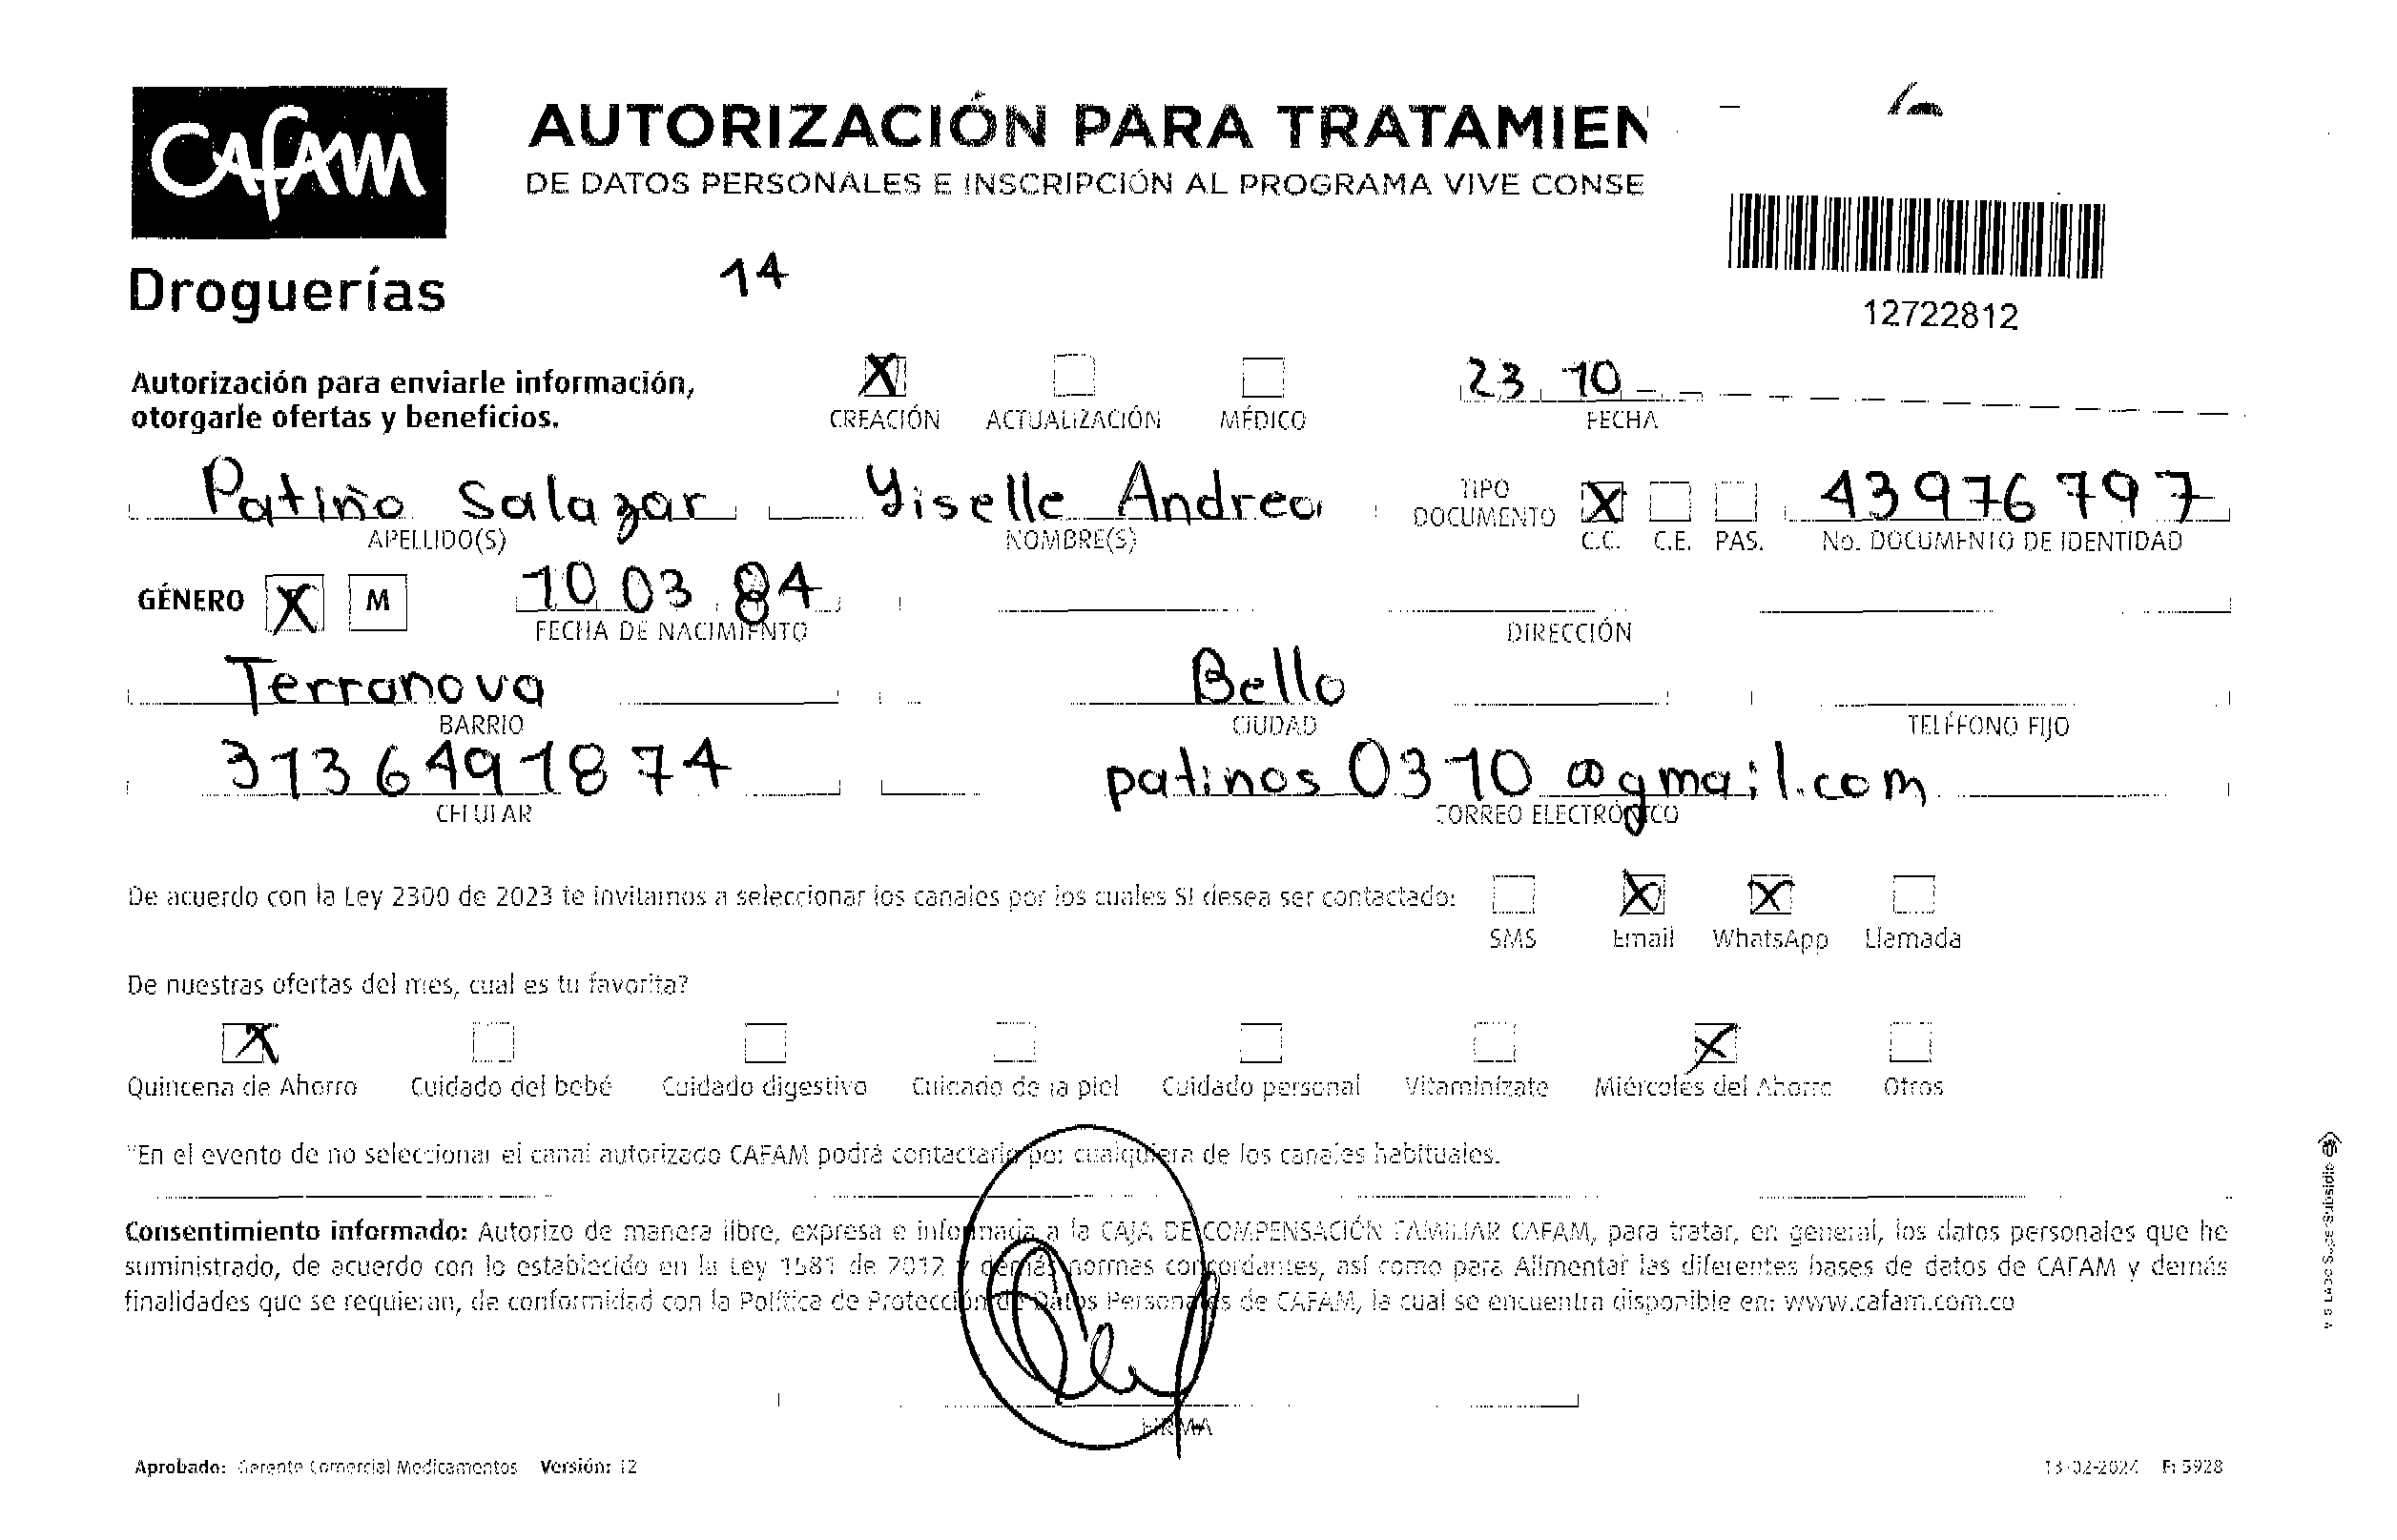 CAFAM
Droguerías
AUTORIZACIÓN PARA TRATAMIEN
DE DATOS PERSONALES E INSCRIPCIÓN AL PROGRAMA VIVE CONSE
14
12722812
Autorización para enviarle información,
otorgarle ofertas y beneficios.
X CREACIÓN ACTUALIZACIÓN MÉDICO
23 10
FECHA
Patiño Salazar Yiselle Andrea TIPO DOCUMENTO X 43976797
APELLIDO(S) NOMBRE(S) C.C. C.E. PAS. No. DOCUMENTO DE IDENTIDAD
GÉNERO X M 10 03 84
FECHA DE NACIMIENTO DIRECCIÓN
Terranova Bello
BARRIO CIUDAD TELÉFONO FIJO
3136491874 patinos0310@gmail.com
CELULAR CORREO ELECTRÓNICO
De acuerdo con la Ley 2300 de 2023 te invitamos a seleccionar los canales por los cuales SI desea ser contactado: X X
SMS Email WhatsApp Llamada
De nuestras ofertas del mes, cual es tu favorita?
X X
Quincena de Ahorro Cuidado del bebé Cuidado digestivo Cuidado de la piel Cuidado personal Vitaminízate Miércoles del Ahorro Otros
*En el evento de no seleccionar el canal autorizado CAFAM podrá contactarlo por cualquiera de los canales habituales.
Consentimiento informado: Autorizo de manera libre, expresa e informada a la CAJA DE COMPENSACIÓN FAMILIAR CAFAM, para tratar, en general, los datos personales que he
suministrado, de acuerdo con lo establecido en la Ley 1581 de 2012 y demás normas concordantes, así como para Alimentar las diferentes bases de datos de CAFAM y demás
finalidades que se requieran, de conformidad con la Política de Protección de Datos Personales de CAFAM, la cual se encuentra disponible en: www.cafam.com.co
FIRMA
Aprobado: Gerente Comercial Medicamentos Versión: 12
13-02-2024 F: 5928